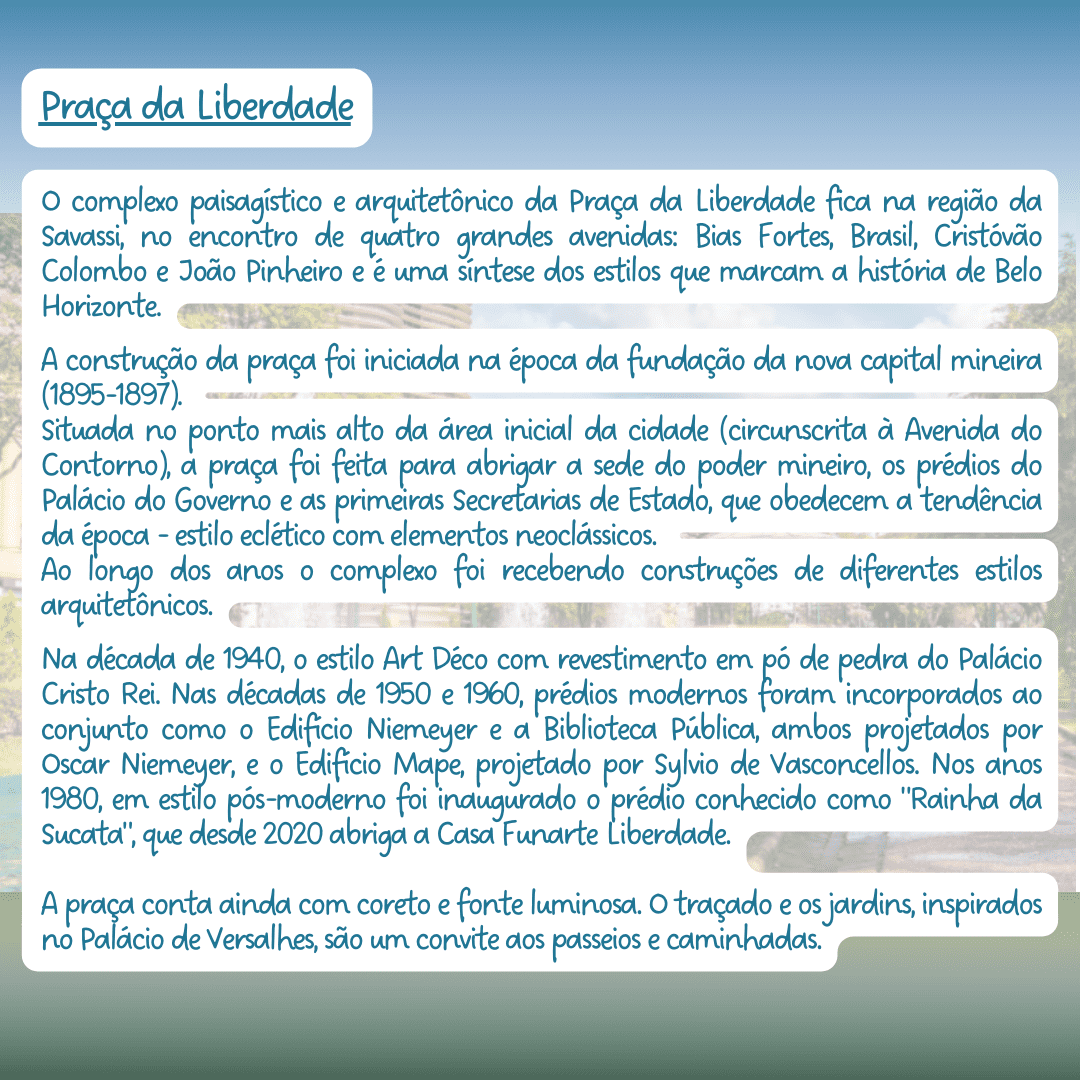 Praça da Liberdade
O complexo paisagístico e arquitetônico da Praça da Liberdade fica na região da
Savassi, no encontro de quatro grandes avenidas: Bias Fortes, Brasil, Cristóvão
Colombo e João Pinheiro e é uma síntese dos estilos que marcam a história de Belo
Horizonte.
A construção da praça foi iniciada na época da fundação da nova capital mineira
(1895-1897).
Situada no ponto mais alto da área inicial da cidade (circunscrita à Avenida do
Contorno), a praça foi feita para abrigar a sede do poder mineiro, os prédios do
Palácio do Governo e as primeiras Secretarias de Estado, que obedecem a tendência
da época - estilo eclético com elementos neoclássicos.
Ao longo dos anos o complexo foi recebendo construções de diferentes estilos
arquitetônicos.
Na década de 1940, o estilo Art Déco com revestimento em pó de pedra do Palácio
Cristo Rei. Nas décadas de 1950 e 1960, prédios modernos foram incorporados ao
conjunto como o Edifício Niemeyer e a Biblioteca Pública, ambos projetados por
Oscar Niemeyer, e o Edifício Mape, projetado por Sylvio de Vasconcellos. Nos anos
1980, em estilo pós-moderno foi inaugurado o prédio conhecido como "Rainha da
Sucata", que desde 2020 abriga a Casa Funarte Liberdade.
A praça conta ainda com coreto e fonte luminosa. O traçado e os jardins, inspirados
no Palácio de Versalhes, são um convite aos passeios e caminhadas.